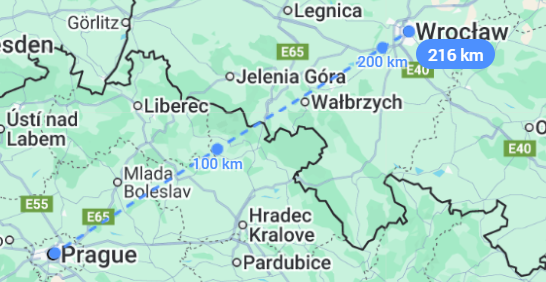 Legnica
Görlitz
Wrocław
esden
E65
200 km
216 km
E40
Jelenia Góra
Wałbrzych
Liberec
Ústí nad
Labem
100 km
E40
Mlada
Boleslav
E55
E65
Hradec
Kralove
Prague
Pardubice